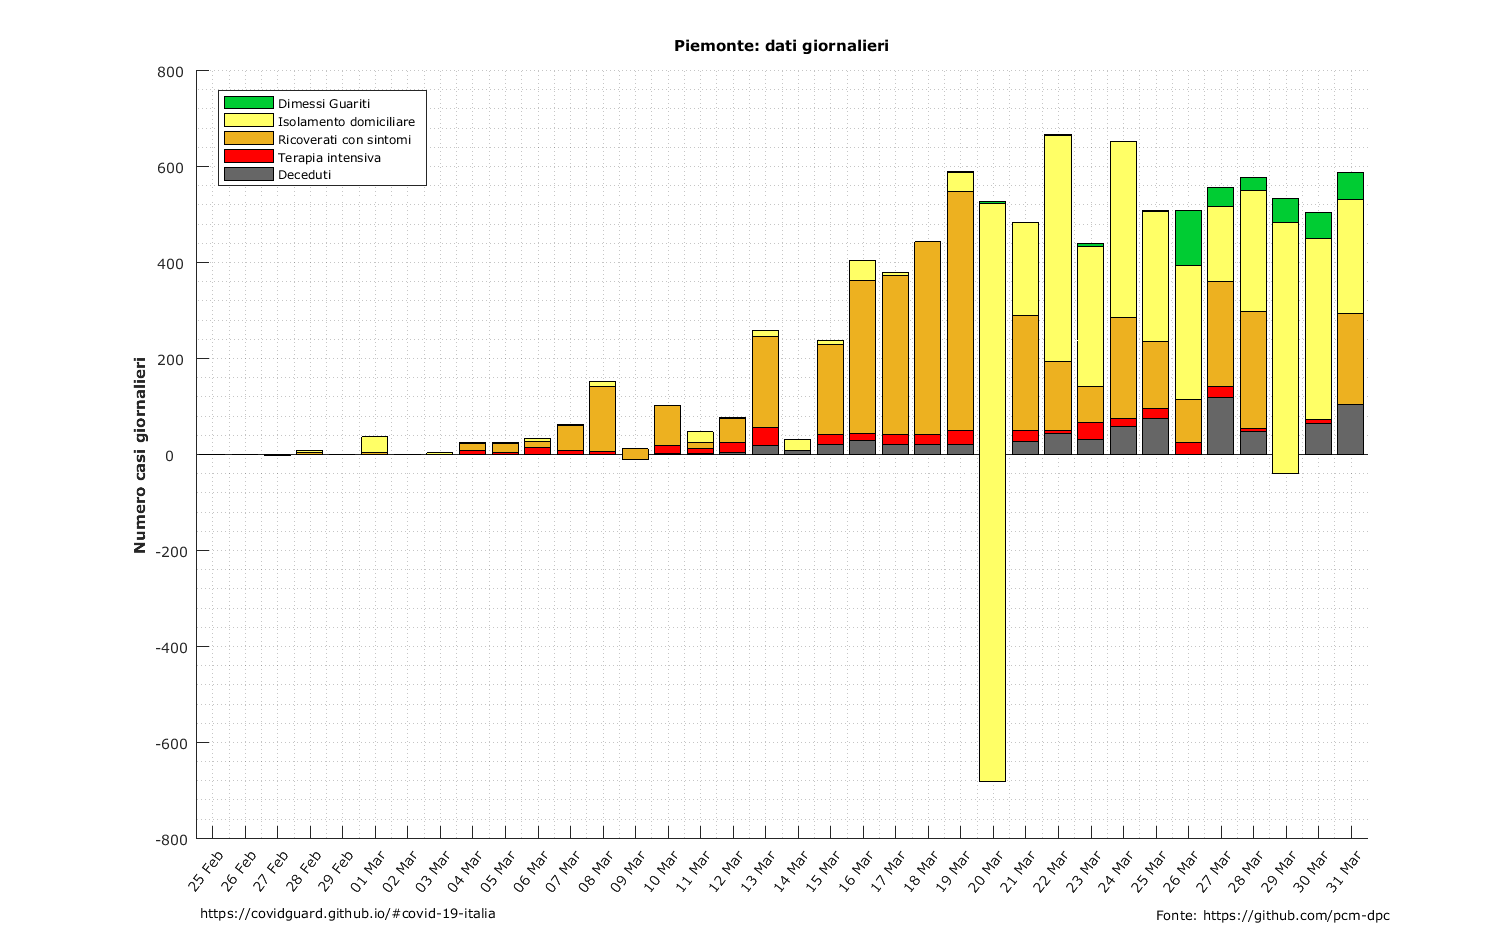 Piemonte: dati giornalieri
800
600
400
200
0
-200
-400
-600
-800
Numero casi giornalieri
Dimessi Guariti
Isolamento domiciliare
Ricoverati con sintomi
Terapia intensiva
Deceduti
25 Feb
26 Feb
27 Feb
28 Feb
29 Feb
01 Mar
02 Mar
03 Mar
04 Mar
05 Mar
06 Mar
07 Mar
08 Mar
09 Mar
10 Mar
11 Mar
12 Mar
13 Mar
14 Mar
15 Mar
16 Mar
17 Mar
18 Mar
19 Mar
20 Mar
21 Mar
22 Mar
23 Mar
24 Mar
25 Mar
26 Mar
27 Mar
28 Mar
29 Mar
30 Mar
31 Mar
https://covidguard.github.io/#covid-19-italia
Fonte: https://github.com/pcm-dpc